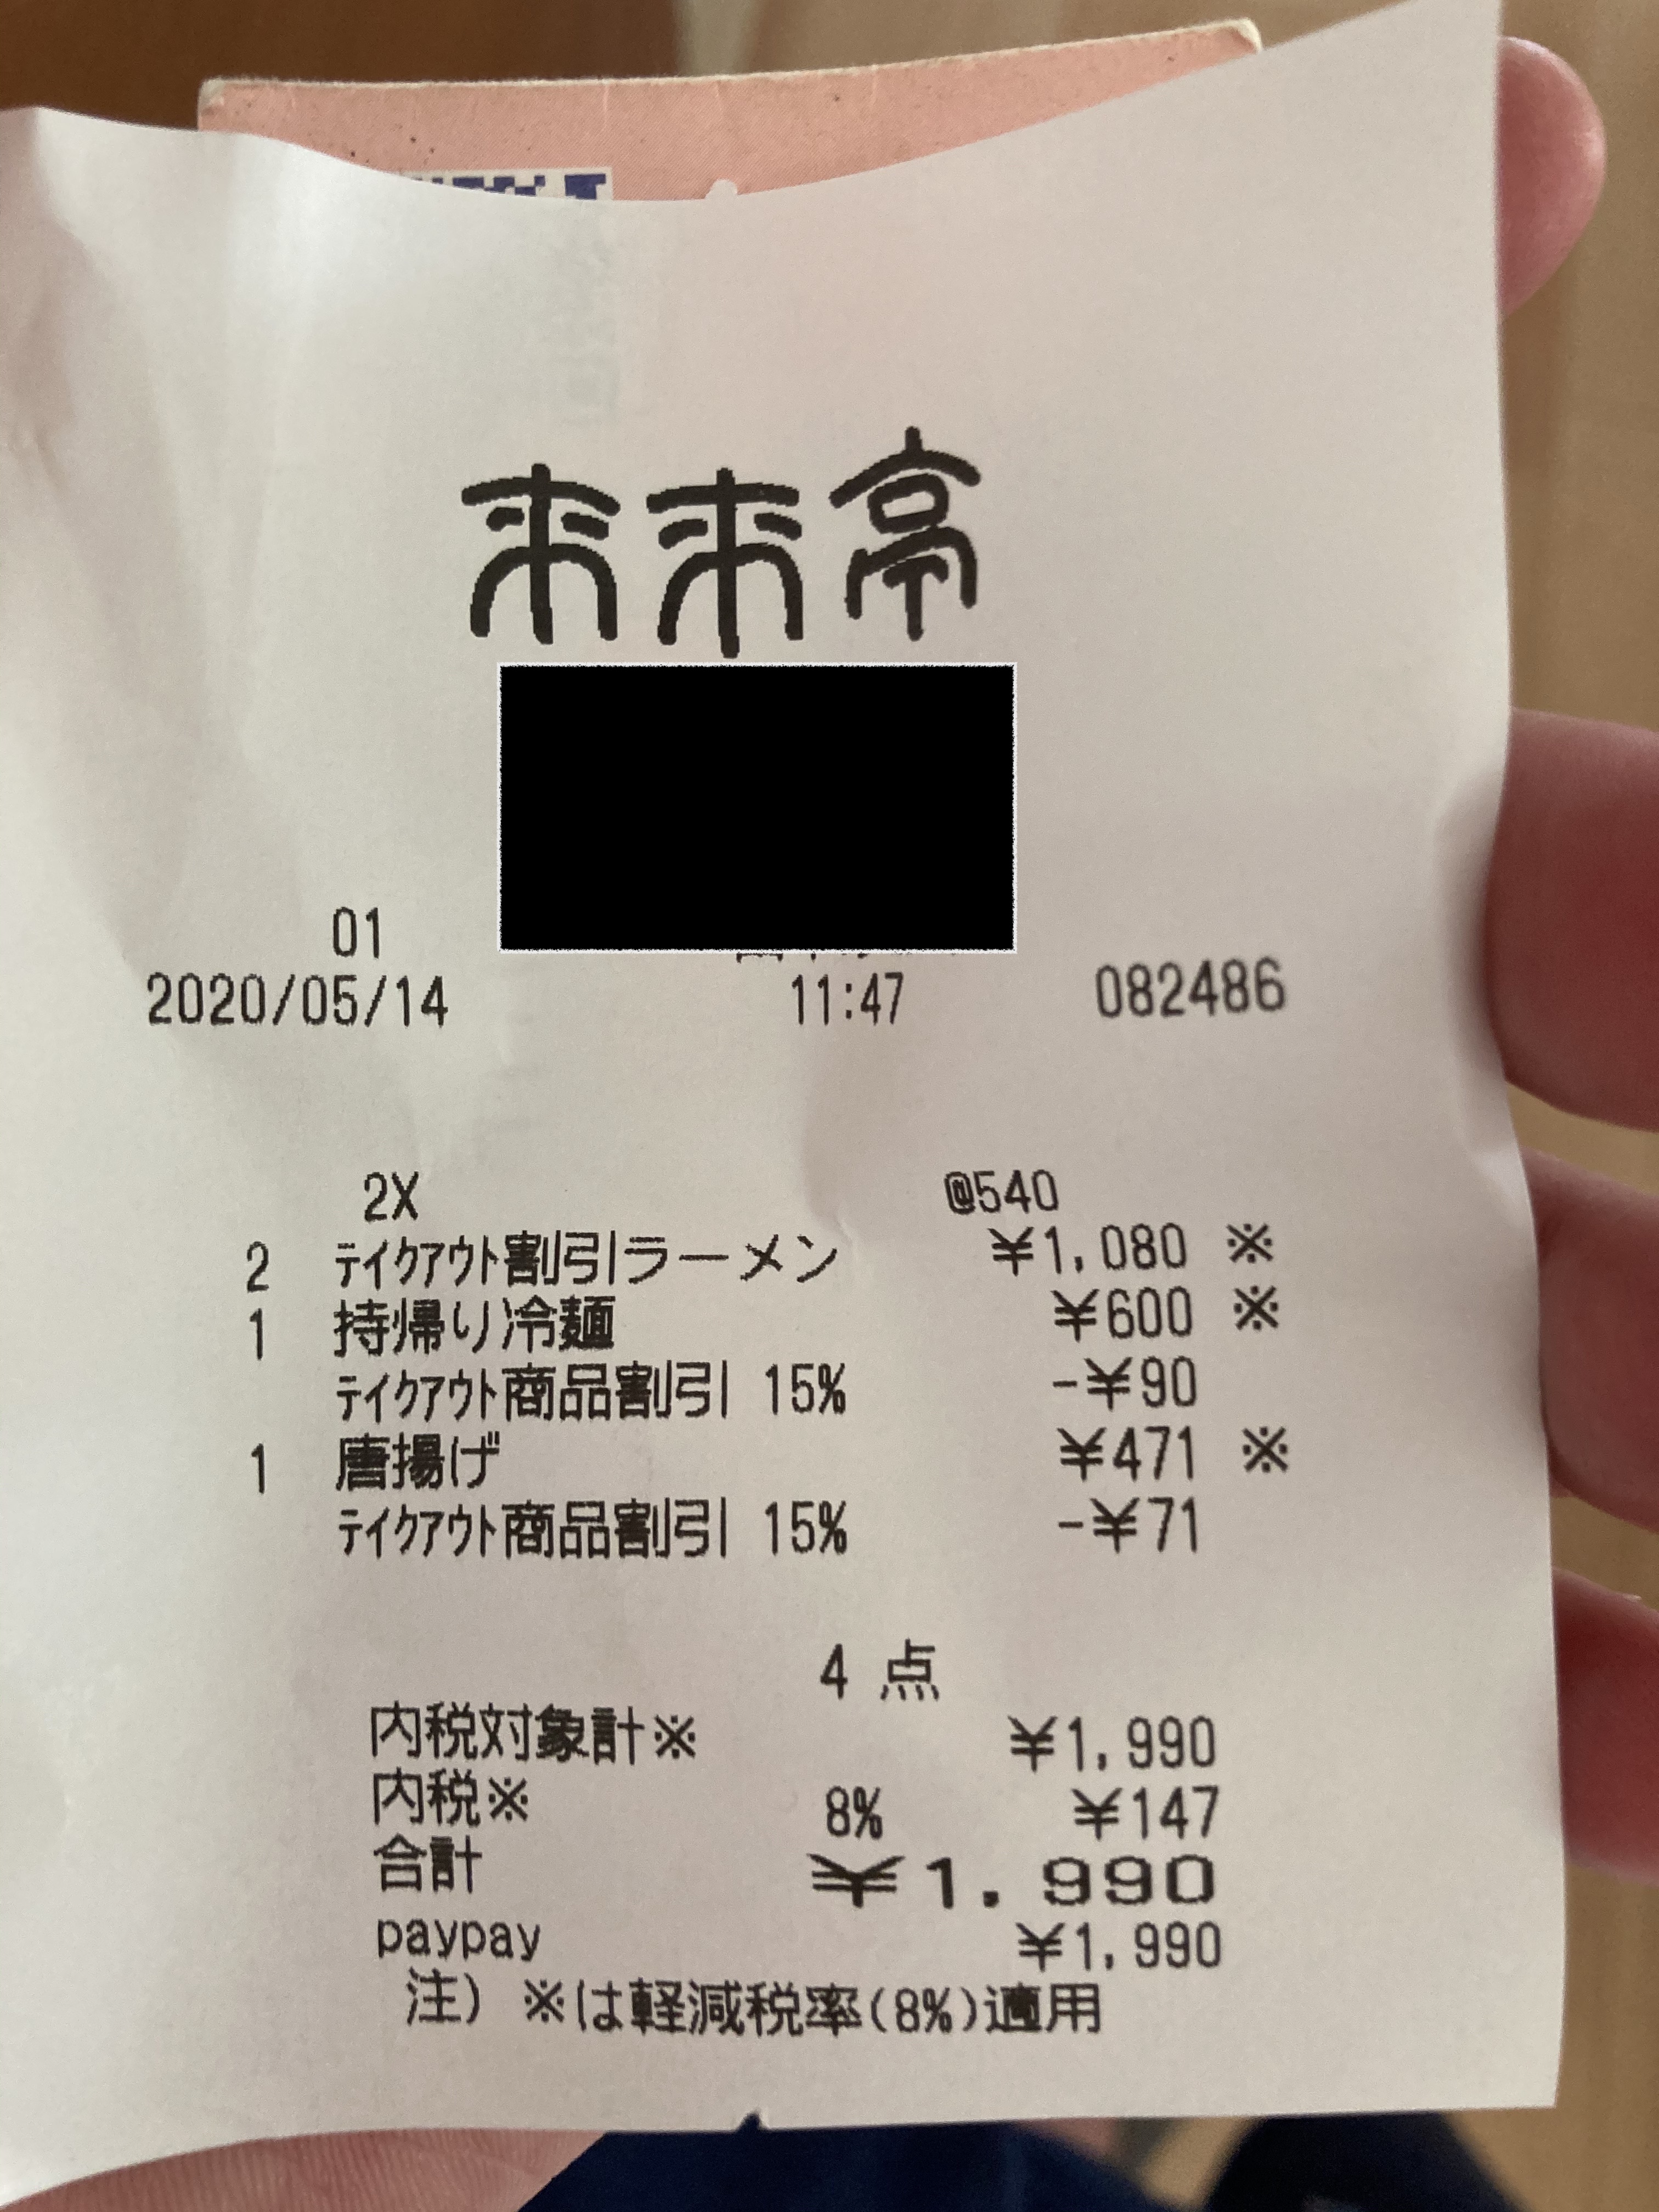 来来亭
01
2020/05/14 11:47 082486
2X @540
2 ﾃｲｸｱｳﾄ割引ラーメン ¥1,080 ※
1 持帰り冷麺 ¥600 ※
ﾃｲｸｱｳﾄ商品割引 15% -¥90
1 唐揚げ ¥471 ※
ﾃｲｸｱｳﾄ商品割引 15% -¥71
4 点
内税対象計※ ¥1,990
内税※ 8% ¥147
合計 ¥1,990
paypay ¥1,990
注) ※は軽減税率(8%)適用